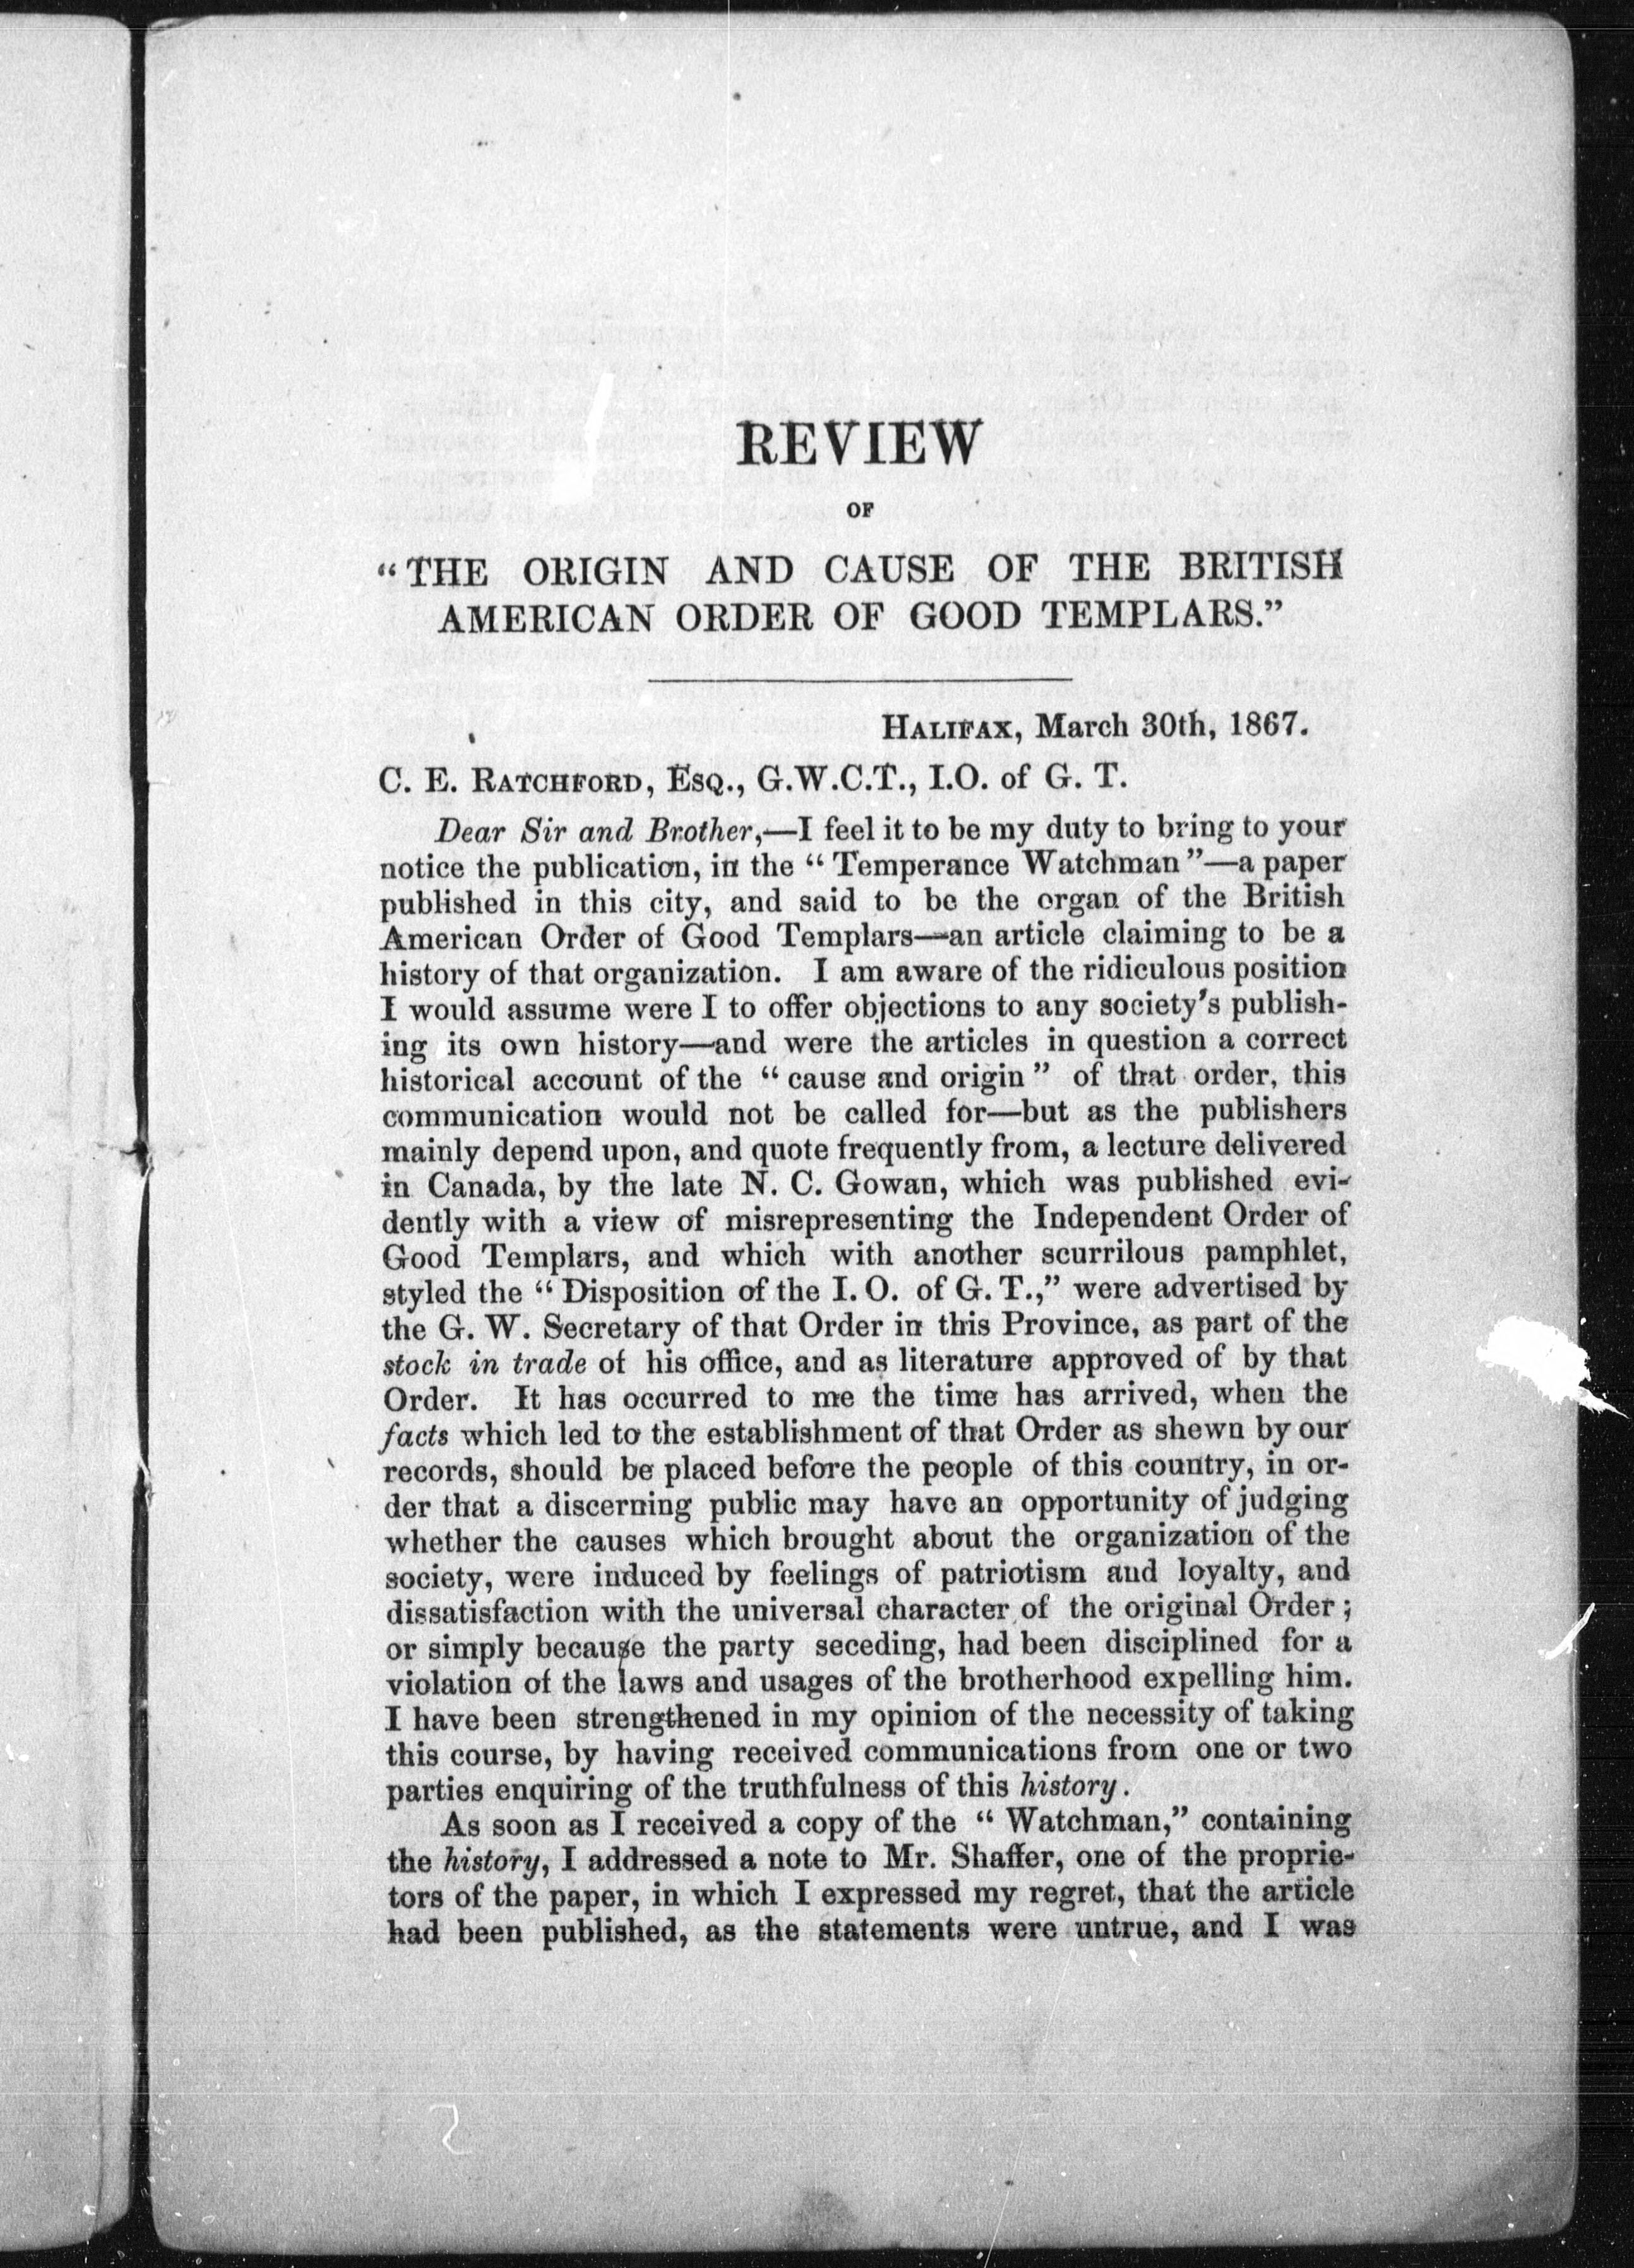 REVIEW
OF
"THE ORIGIN AND CAUSE OF THE BRITISH
AMERICAN ORDER OF GOOD TEMPLARS."
HALIFAX, March 30th, 1867.
C. E. RATCHFORD, ESQ., G.W.C.T., I.O. of G. T.
Dear Sir and Brother,—I feel it to be my duty to bring to your
notice the publication, in the "Temperance Watchman"—a paper
published in this city, and said to be the organ of the British
American Order of Good Templars—an article claiming to be a
history of that organization. I am aware of the ridiculous position
I would assume were I to offer objections to any society's publish-
ing its own history—and were the articles in question a correct
historical account of the "cause and origin" of that order, this
communication would not be called for—but as the publishers
mainly depend upon, and quote frequently from, a lecture delivered
in Canada, by the late N. C. Gowan, which was published evi-
dently with a view of misrepresenting the Independent Order of
Good Templars, and which with another scurrilous pamphlet,
styled the "Disposition of the I. O. of G. T.," were advertised by
the G. W. Secretary of that Order in this Province, as part of the
stock in trade of his office, and as literature approved of by that
Order. It has occurred to me the time has arrived, when the
facts which led to the establishment of that Order as shewn by our
records, should be placed before the people of this country, in or-
der that a discerning public may have an opportunity of judging
whether the causes which brought about the organization of the
society, were induced by feelings of patriotism and loyalty, and
dissatisfaction with the universal character of the original Order;
or simply because the party seceding, had been disciplined for a
violation of the laws and usages of the brotherhood expelling him.
I have been strengthened in my opinion of the necessity of taking
this course, by having received communications from one or two
parties enquiring of the truthfulness of this history.
As soon as I received a copy of the "Watchman," containing
the history, I addressed a note to Mr. Shaffer, one of the proprie-
tors of the paper, in which I expressed my regret, that the article
had been published, as the statements were untrue, and I was